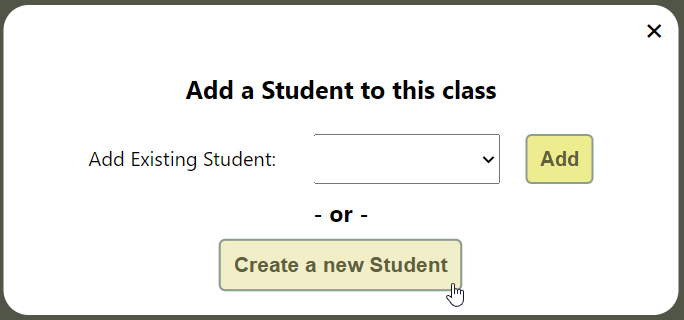 ✕
Add a Student to this class
Add Existing Student: Add
- or -
Create a new Student